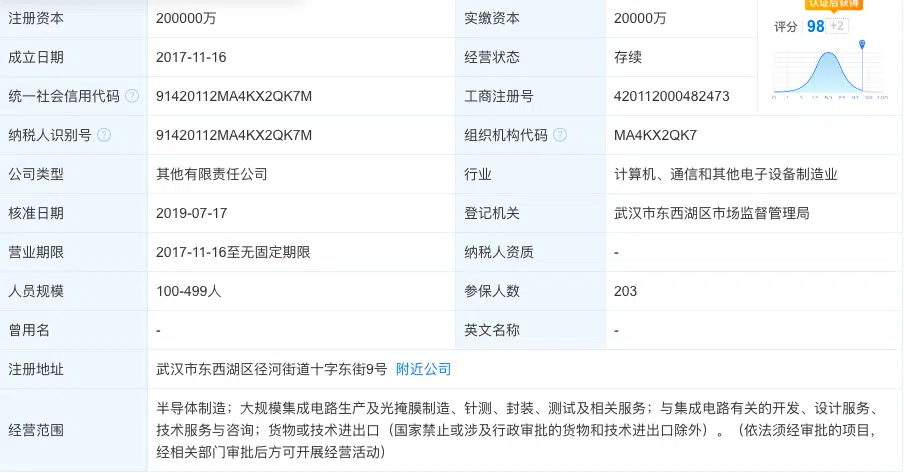 认证后获得
注册资本 200000万 实缴资本 20000万
评分 98 +2
成立日期 2017-11-16 经营状态 存续
统一社会信用代码 ? 91420112MA4KX2QK7M 工商注册号 420112000482473
纳税人识别号 ? 91420112MA4KX2QK7M 组织机构代码 ? MA4KX2QK7
公司类型 其他有限责任公司 行业 计算机、通信和其他电子设备制造业
核准日期 2019-07-17 登记机关 武汉市东西湖区市场监督管理局
营业期限 2017-11-16至无固定期限 纳税人资质 -
人员规模 100-499人 参保人数 203
曾用名 - 英文名称 -
注册地址 武汉市东西湖区径河街道十字东街9号 附近公司
经营范围 半导体制造；大规模集成电路生产及光掩膜制造、针测、封装、测试及相关服务；与集成电路有关的开发、设计服务、
技术服务与咨询；货物或技术进出口（国家禁止或涉及行政审批的货物和技术进出口除外）。（依法须经审批的项目，
经相关部门审批后方可开展经营活动）